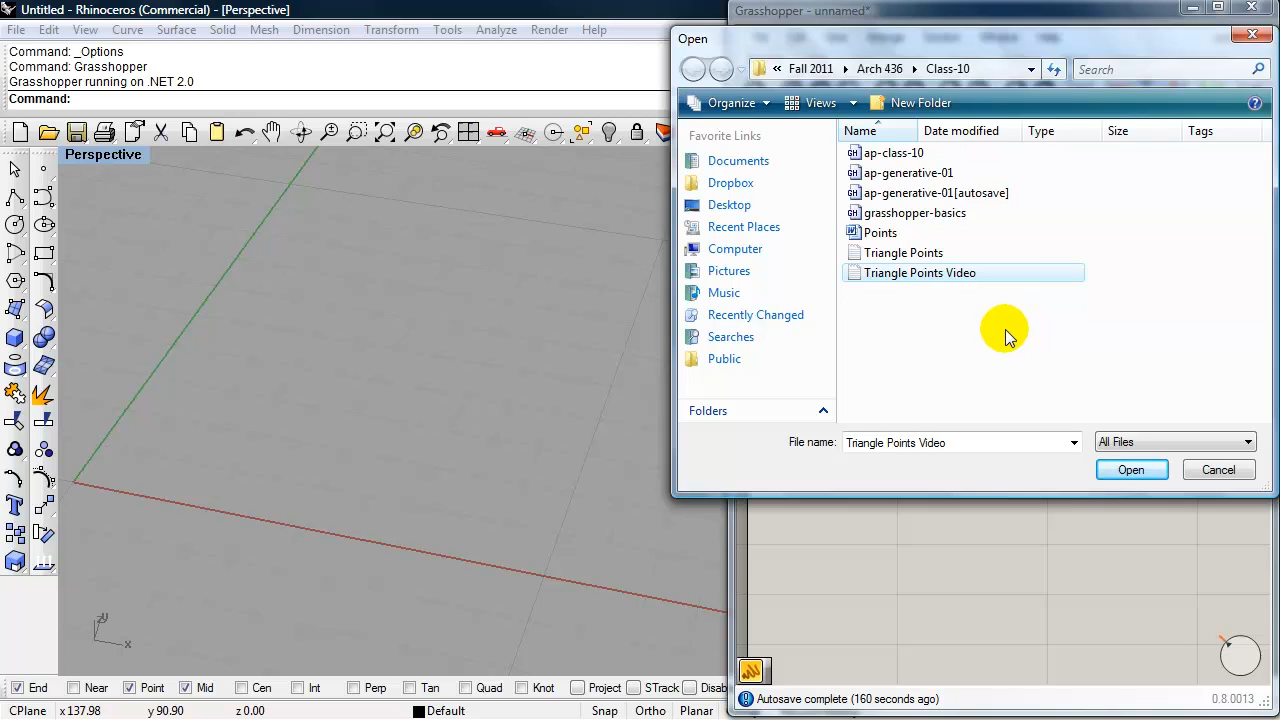 Untitled - Rhinoceros (Commercial) - [Perspective]
File Edit View Curve Surface Solid Mesh Dimension Transform Tools Analyze Render Help
Command: _Options
Command: Grasshopper
Grasshopper running on .NET 2.0
Command:
Perspective
y
z
x
End Near Point Mid Cen Int Perp Tan Quad Knot Project STrack Disab
CPl x137.98 y 90.90 z 0.00 Default Snap Ortho Planar
Grasshopper - unnamed*
Open
« Fall 2011 Arch 436 Class-10 Search
Organize Views New Folder
Favorite Links
Documents
Dropbox
Desktop
Recent Places
Computer
Pictures
Music
Recently Changed
Searches
Public
Folders
Name Date modified Type Size Tags
ap-class-10
ap-generative-01
ap-generative-01[autosave]
grasshopper-basics
Points
Triangle Points
Triangle Points Video
File name: Triangle Points Video All Files
Open Cancel
Autosave complete (160 seconds ago) 0.8.0013